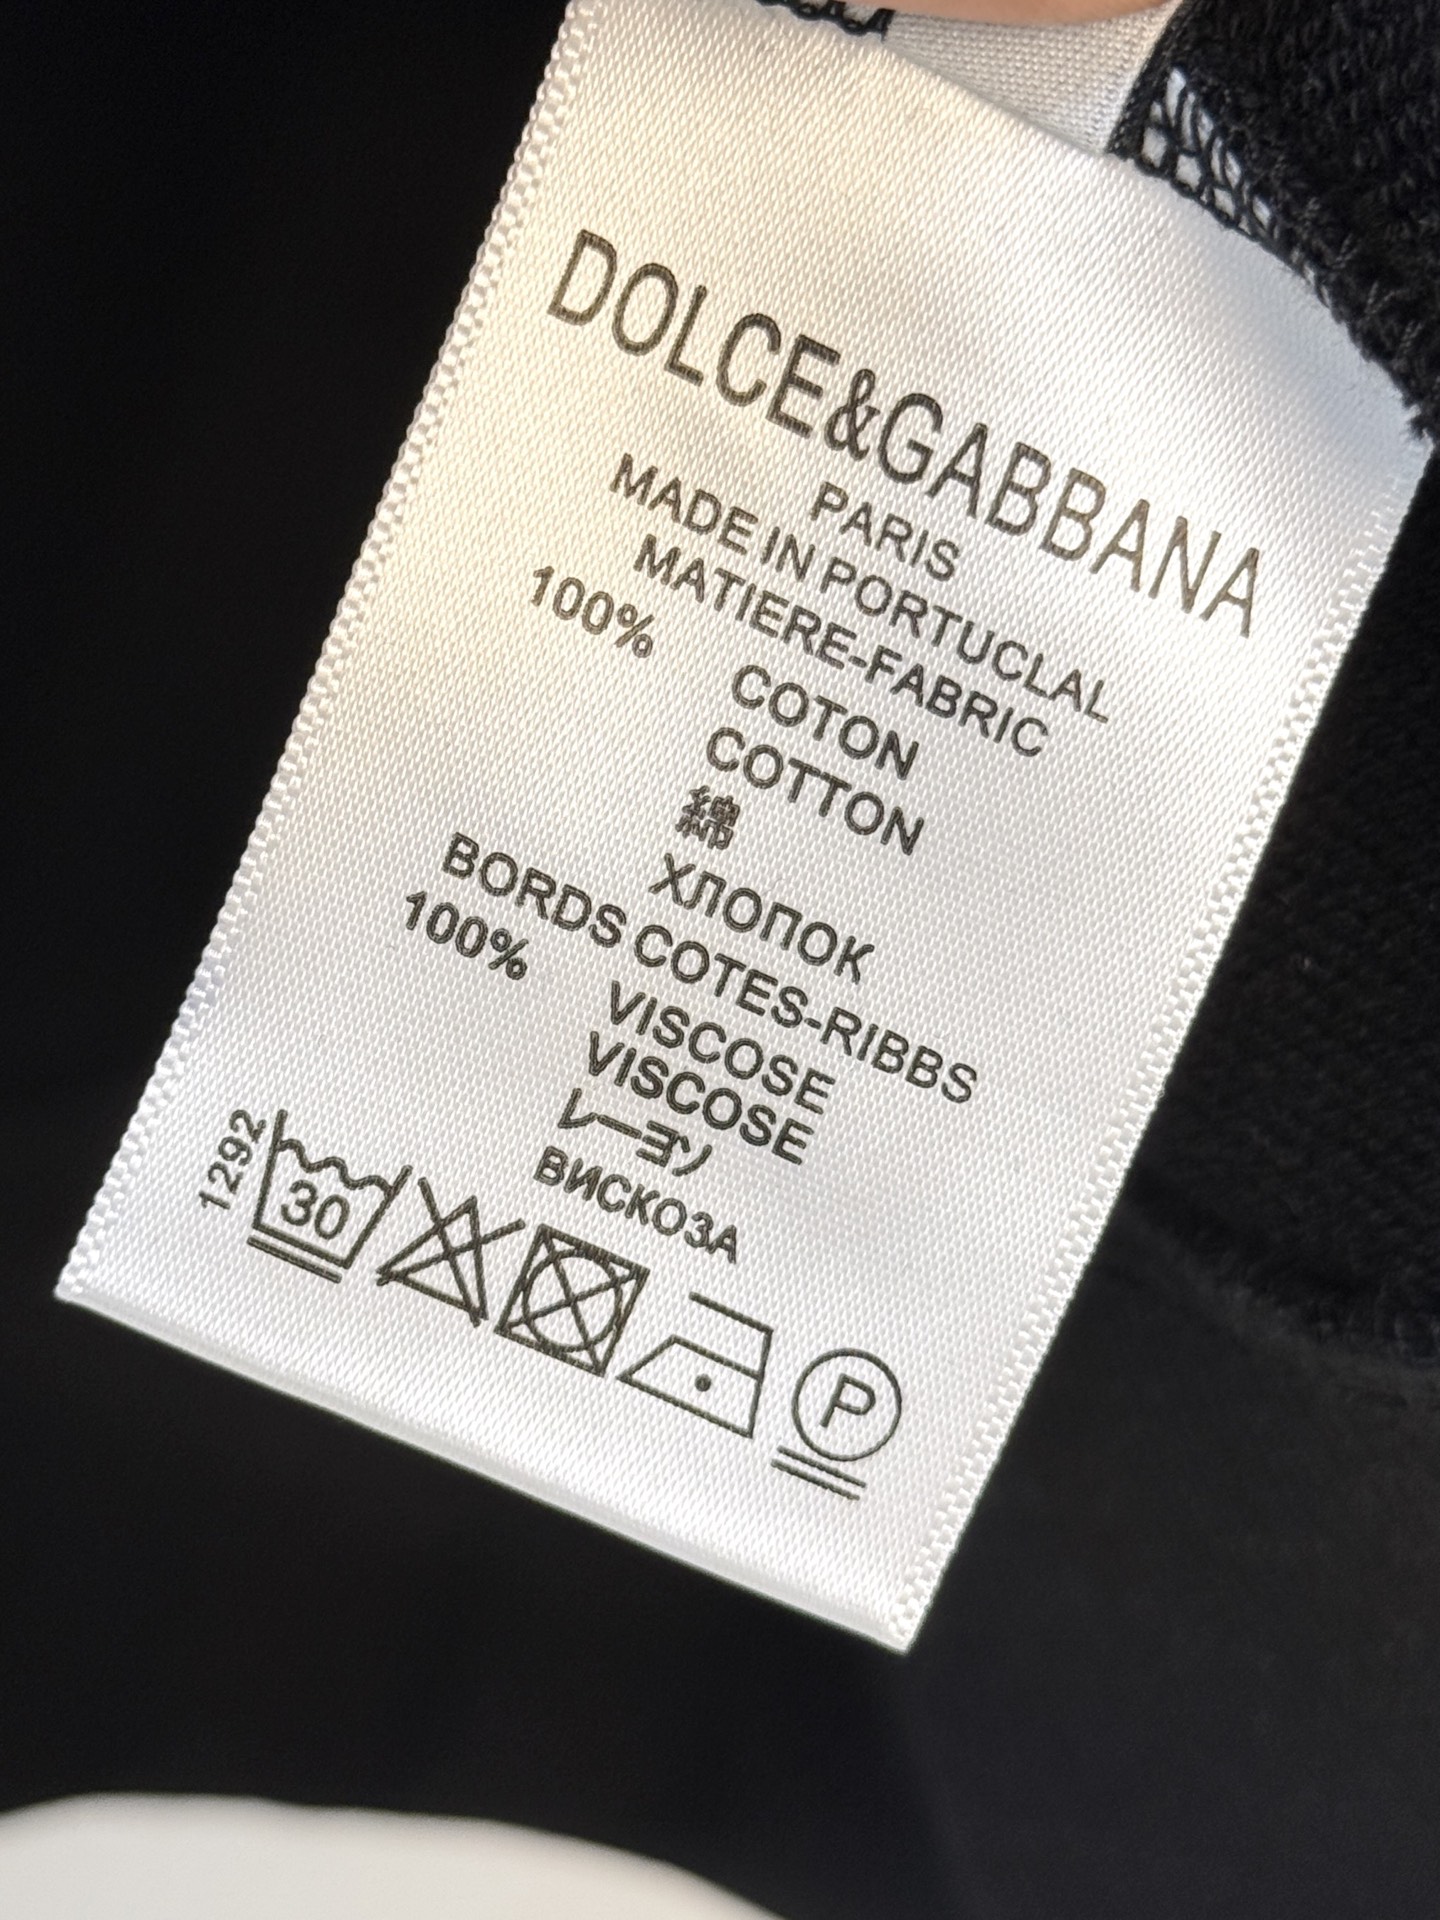 DOLCE&GABBANA
PARIS
MADE IN PORTUCLAL
MATIERE-FABRIC
100%
COTON
COTTON
綿
ХЛОПОК
BORDS COTES-RIBBS
100%
VISCOSE
VISCOSE
レーヨン
ВИСКОЗА
1292
30
P